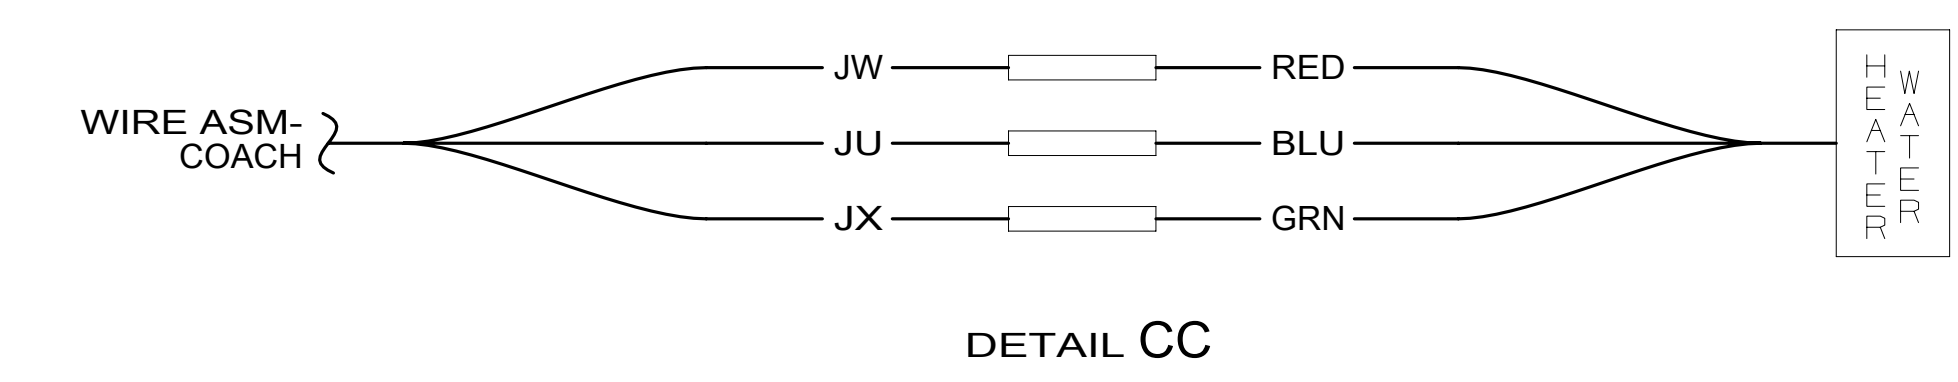 WIRE ASM-
COACH
JW
RED
JU
BLU
JX
GRN
WATER
HEATER
DETAIL CC